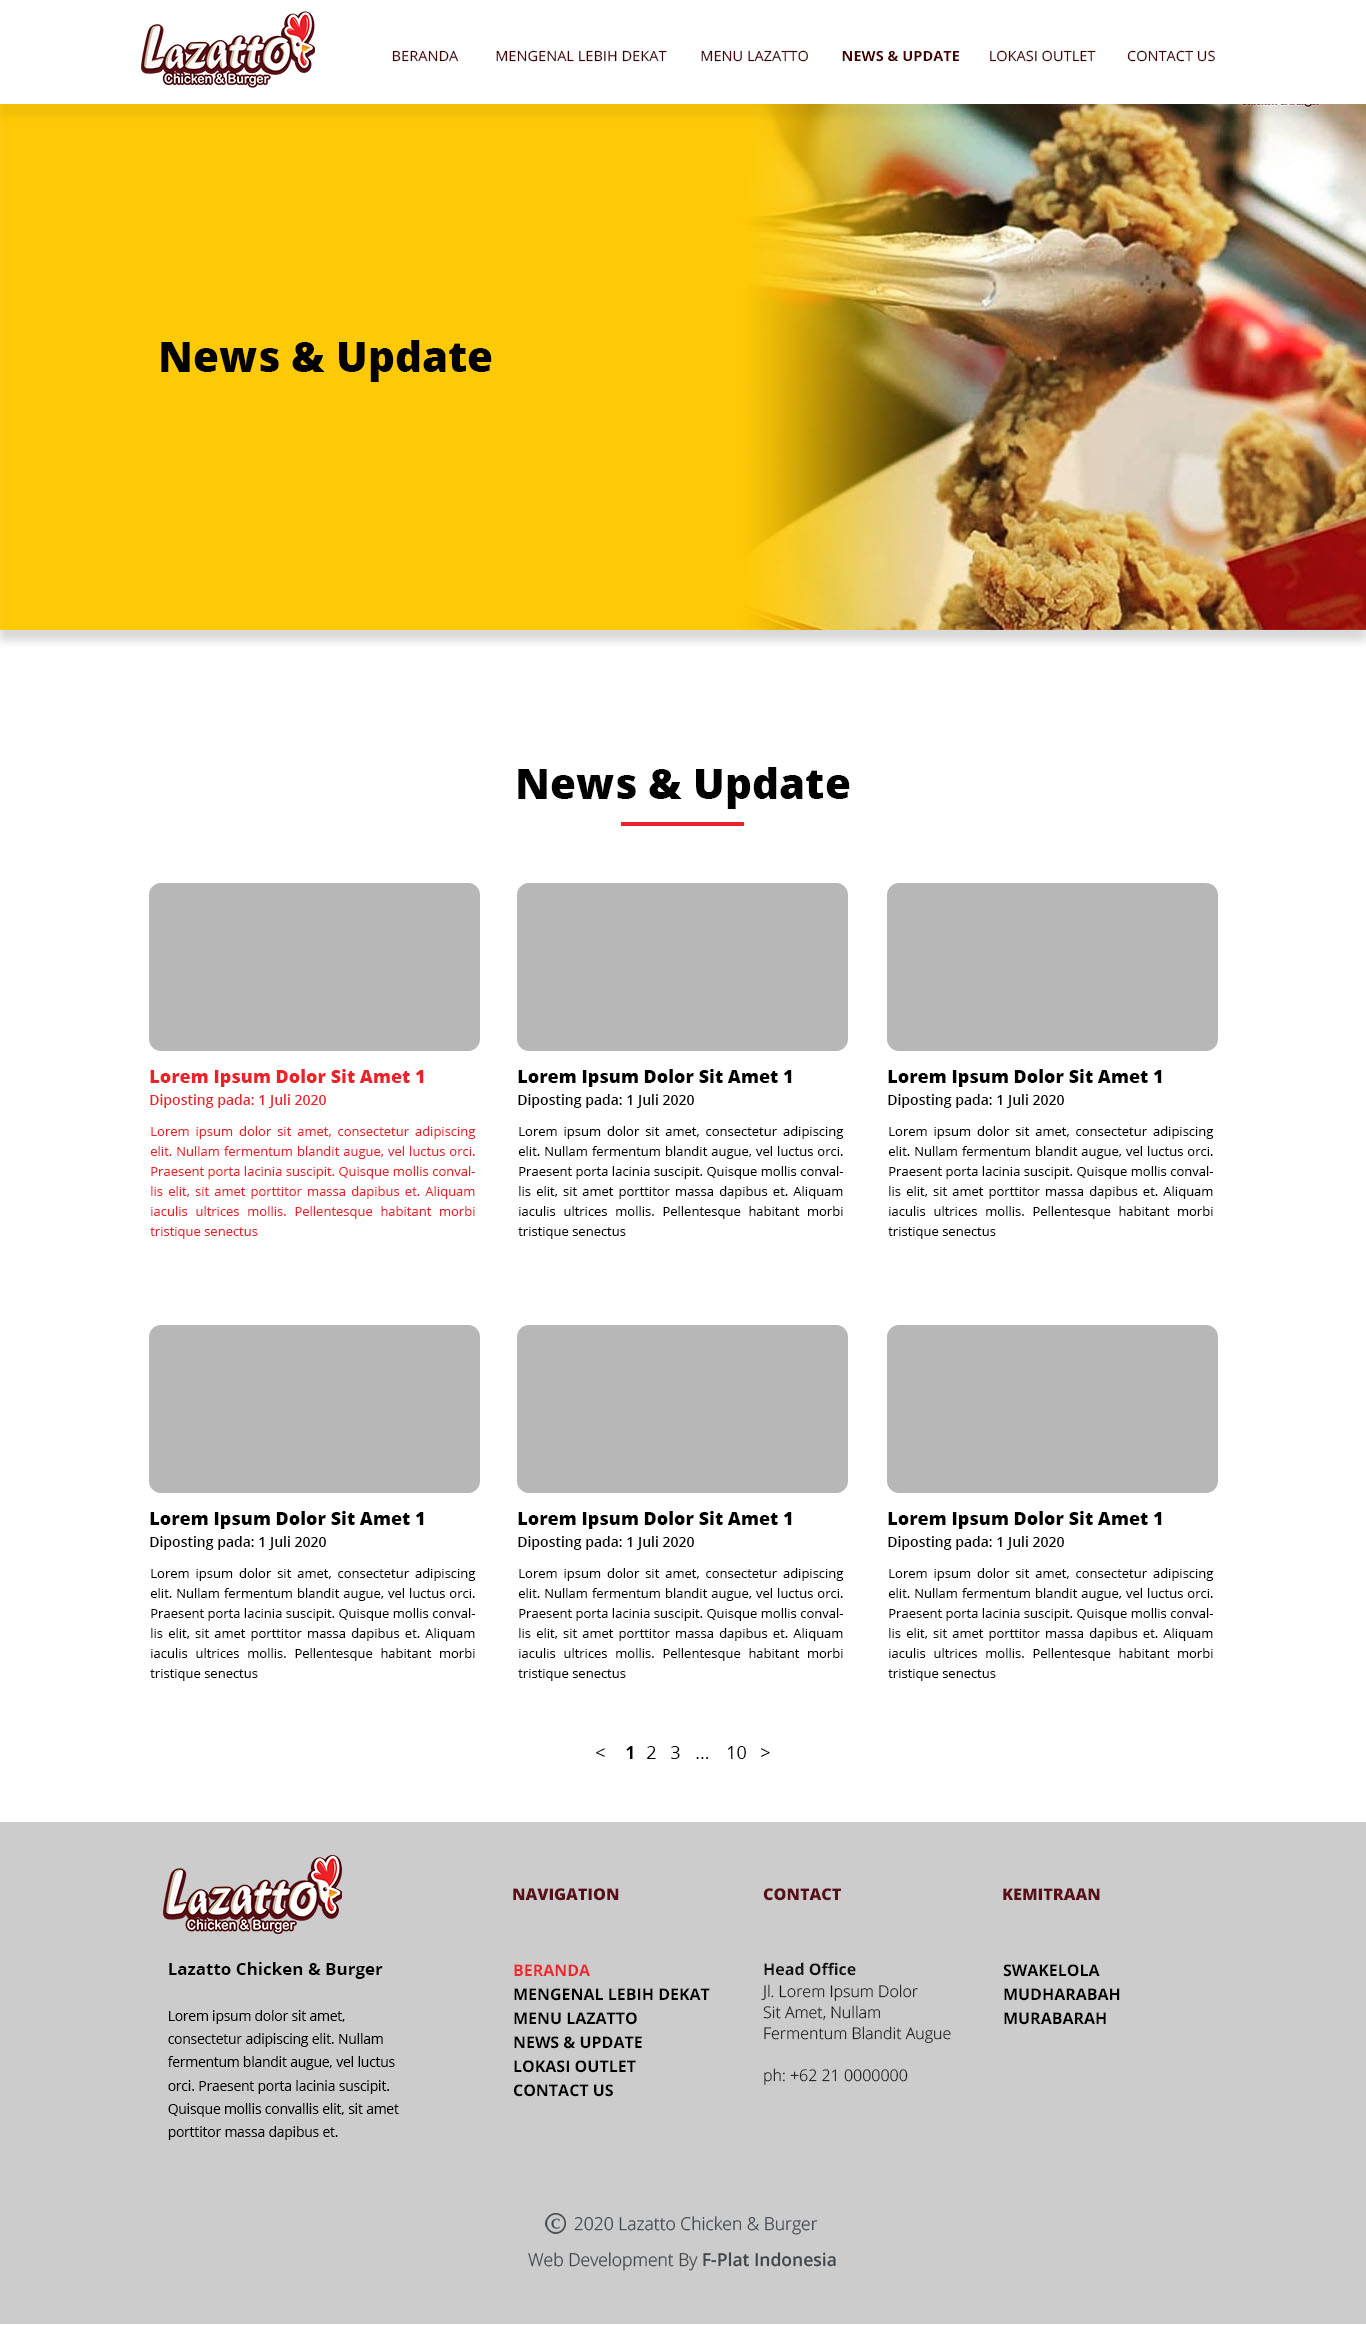 Lazatto
Chicken & Burger
BERANDA MENGENAL LEBIH DEKAT MENU LAZATTO NEWS & UPDATE LOKASI OUTLET CONTACT US
News & Update
News & Update
Lorem Ipsum Dolor Sit Amet 1
Diposting pada: 1 Juli 2020
Lorem ipsum dolor sit amet, consectetur adipiscing
elit. Nullam fermentum blandit augue, vel luctus orci.
Praesent porta lacinia suscipit. Quisque mollis conval-
lis elit, sit amet porttitor massa dapibus et. Aliquam
iaculis ultrices mollis. Pellentesque habitant morbi
tristique senectus
Lorem Ipsum Dolor Sit Amet 1
Diposting pada: 1 Juli 2020
Lorem ipsum dolor sit amet, consectetur adipiscing
elit. Nullam fermentum blandit augue, vel luctus orci.
Praesent porta lacinia suscipit. Quisque mollis conval-
lis elit, sit amet porttitor massa dapibus et. Aliquam
iaculis ultrices mollis. Pellentesque habitant morbi
tristique senectus
Lorem Ipsum Dolor Sit Amet 1
Diposting pada: 1 Juli 2020
Lorem ipsum dolor sit amet, consectetur adipiscing
elit. Nullam fermentum blandit augue, vel luctus orci.
Praesent porta lacinia suscipit. Quisque mollis conval-
lis elit, sit amet porttitor massa dapibus et. Aliquam
iaculis ultrices mollis. Pellentesque habitant morbi
tristique senectus
Lorem Ipsum Dolor Sit Amet 1
Diposting pada: 1 Juli 2020
Lorem ipsum dolor sit amet, consectetur adipiscing
elit. Nullam fermentum blandit augue, vel luctus orci.
Praesent porta lacinia suscipit. Quisque mollis conval-
lis elit, sit amet porttitor massa dapibus et. Aliquam
iaculis ultrices mollis. Pellentesque habitant morbi
tristique senectus
Lorem Ipsum Dolor Sit Amet 1
Diposting pada: 1 Juli 2020
Lorem ipsum dolor sit amet, consectetur adipiscing
elit. Nullam fermentum blandit augue, vel luctus orci.
Praesent porta lacinia suscipit. Quisque mollis conval-
lis elit, sit amet porttitor massa dapibus et. Aliquam
iaculis ultrices mollis. Pellentesque habitant morbi
tristique senectus
Lorem Ipsum Dolor Sit Amet 1
Diposting pada: 1 Juli 2020
Lorem ipsum dolor sit amet, consectetur adipiscing
elit. Nullam fermentum blandit augue, vel luctus orci.
Praesent porta lacinia suscipit. Quisque mollis conval-
lis elit, sit amet porttitor massa dapibus et. Aliquam
iaculis ultrices mollis. Pellentesque habitant morbi
tristique senectus
< 1 2 3 ... 10 >
Lazatto
Chicken & Burger
Lazatto Chicken & Burger
Lorem ipsum dolor sit amet,
consectetur adipiscing elit. Nullam
fermentum blandit augue, vel luctus
orci. Praesent porta lacinia suscipit.
Quisque mollis convallis elit, sit amet
porttitor massa dapibus et.
NAVIGATION
BERANDA
MENGENAL LEBIH DEKAT
MENU LAZATTO
NEWS & UPDATE
LOKASI OUTLET
CONTACT US
CONTACT
Head Office
Jl. Lorem Ipsum Dolor
Sit Amet, Nullam
Fermentum Blandit Augue
ph: +62 21 0000000
KEMITRAAN
SWAKELOLA
MUDHARABAH
MURABARAH
© 2020 Lazatto Chicken & Burger
Web Development By F-Plat Indonesia